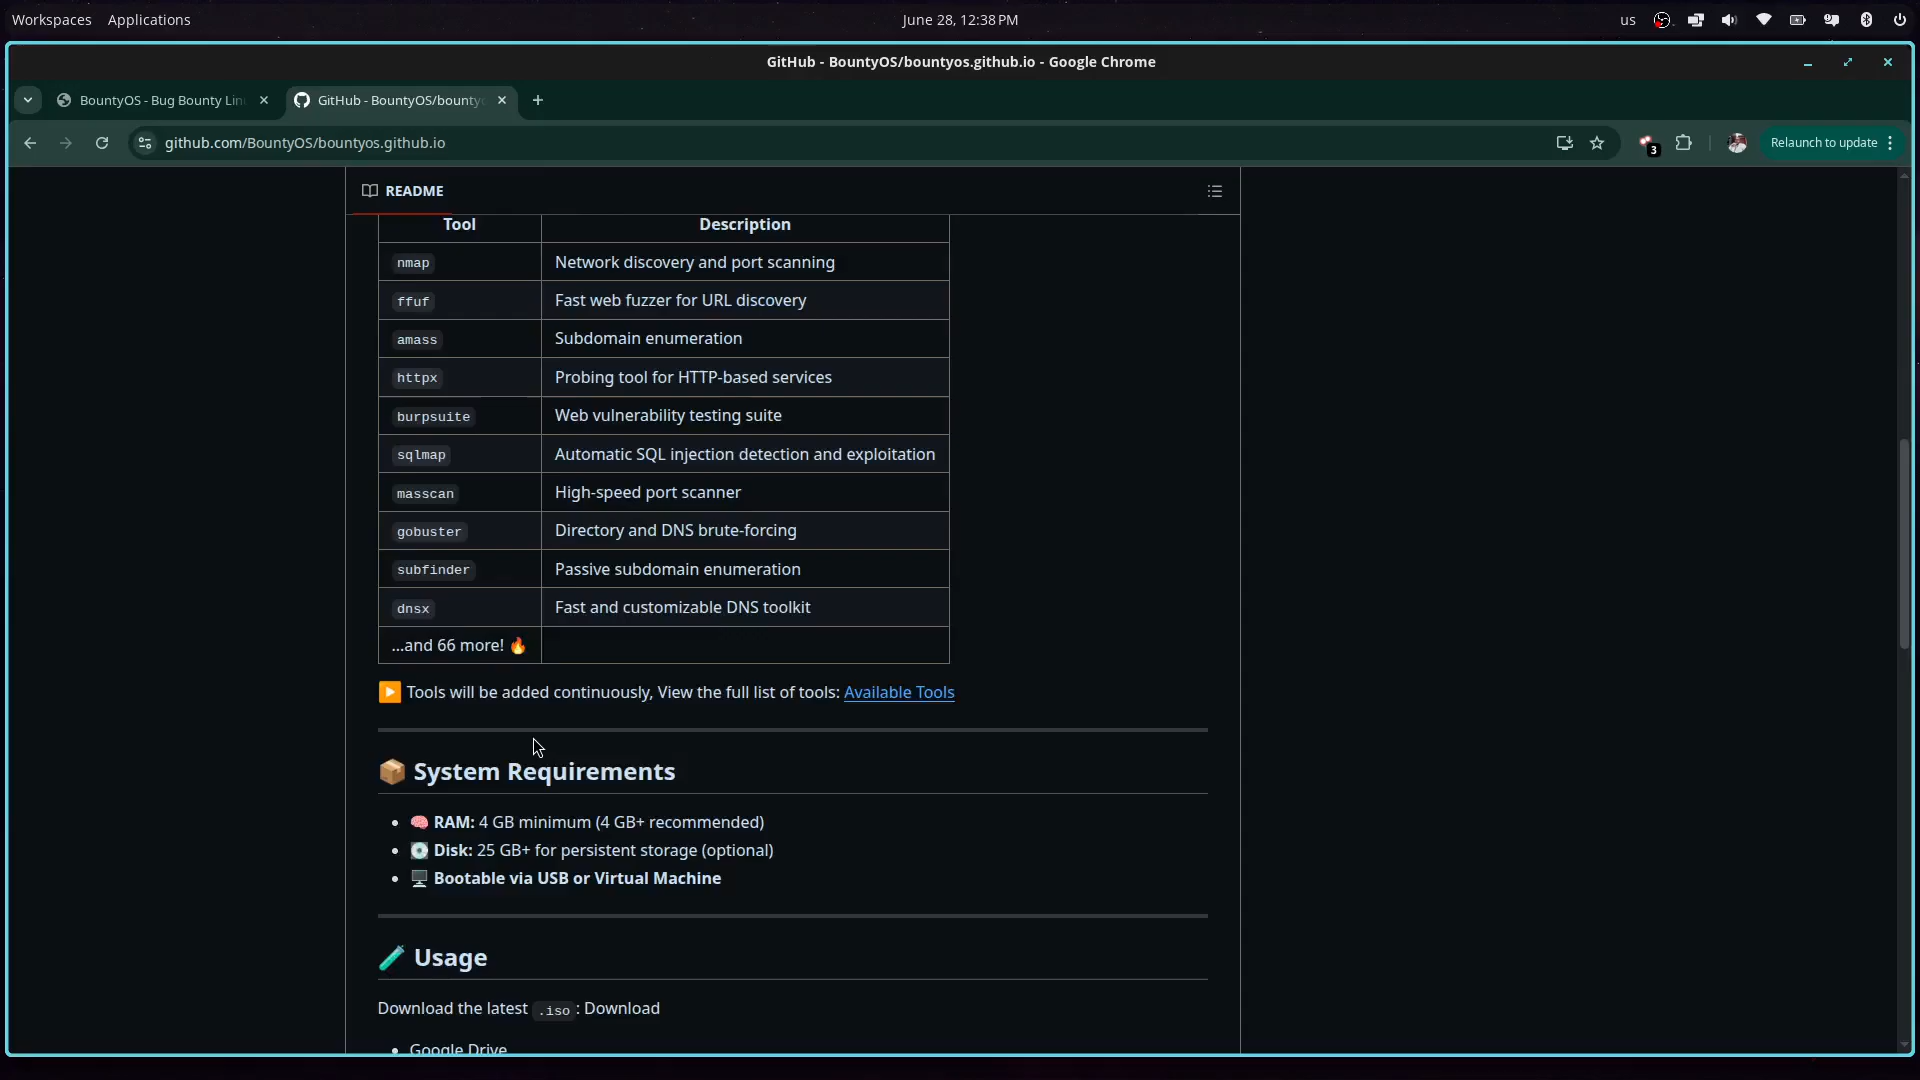 Workspaces Applications June 28, 12:38 PM us
GitHub - BountyOS/bountyos.github.io - Google Chrome
BountyOS - Bug Bounty Lin GitHub - BountyOS/bounty
github.com/BountyOS/bountyos.github.io 3 Relaunch to update
README
Tool Description
nmap Network discovery and port scanning
ffuf Fast web fuzzer for URL discovery
amass Subdomain enumeration
httpx Probing tool for HTTP-based services
burpsuite Web vulnerability testing suite
sqlmap Automatic SQL injection detection and exploitation
masscan High-speed port scanner
gobuster Directory and DNS brute-forcing
subfinder Passive subdomain enumeration
dnsx Fast and customizable DNS toolkit
...and 66 more! 🔥
▶️ Tools will be added continuously, View the full list of tools: Available Tools
📦 System Requirements
• 🧠 RAM: 4 GB minimum (4 GB+ recommended)
• 💽 Disk: 25 GB+ for persistent storage (optional)
• 🖥️ Bootable via USB or Virtual Machine
🧪 Usage
Download the latest .iso: Download
• Google Drive